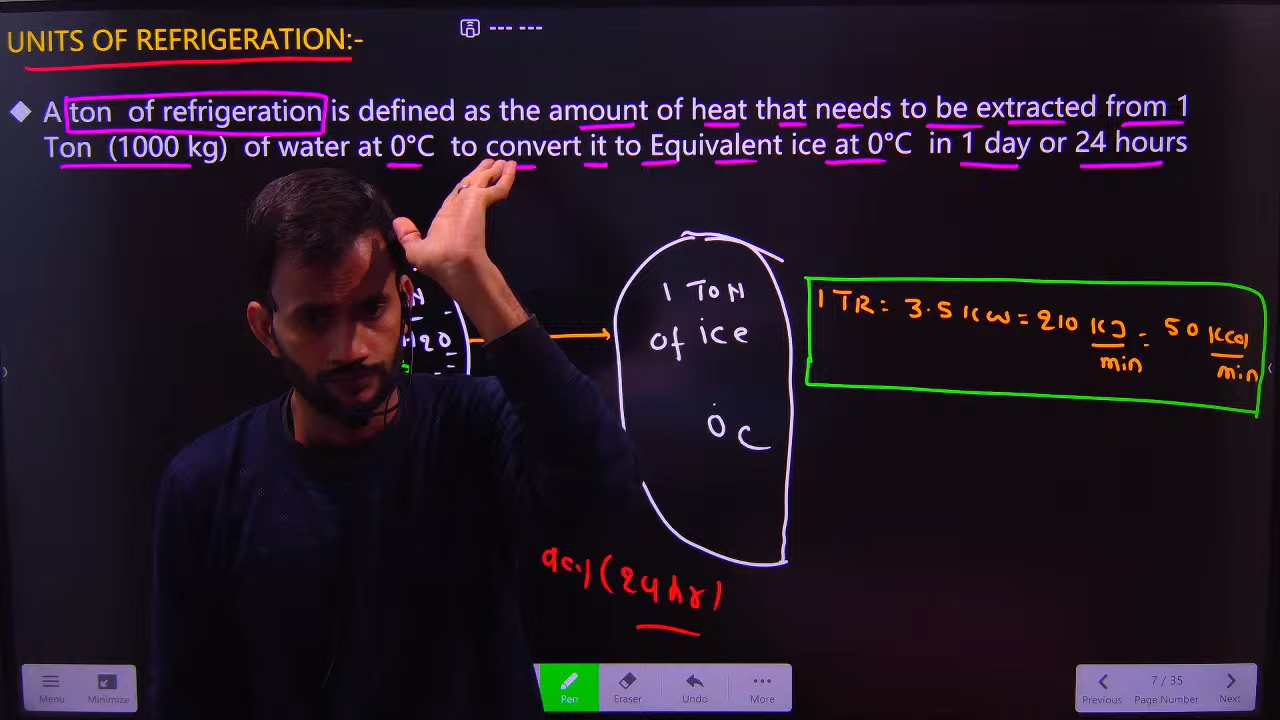 UNITS OF REFRIGERATION:-
◆ A ton of refrigeration is defined as the amount of heat that needs to be extracted from 1
Ton (1000 kg) of water at 0°C to convert it to Equivalent ice at 0°C in 1 day or 24 hours
N
H2O
1 TON
of ice
0°C
1 TR = 3.5 KW = 210 KJ/min = 50 Kcal/min
day (24 hr)
Menu Minimize Pen Eraser Undo More Previous Page Number Next
7 / 35